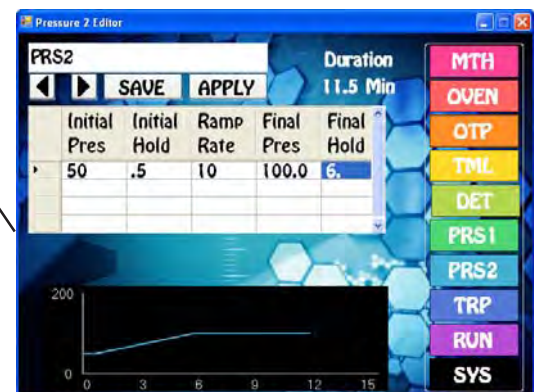 Pressure 2 Editor
PRS2
Duration
SAVE APPLY
11.5 Min
Initial Pres Initial Hold Ramp Rate Final Pres Final Hold
50 .5 10 100.0 6.
200
0
0 3 6 9 12 15
MTH
OVEN
OTP
TML
DET
PRS1
PRS2
TRP
RUN
SYS